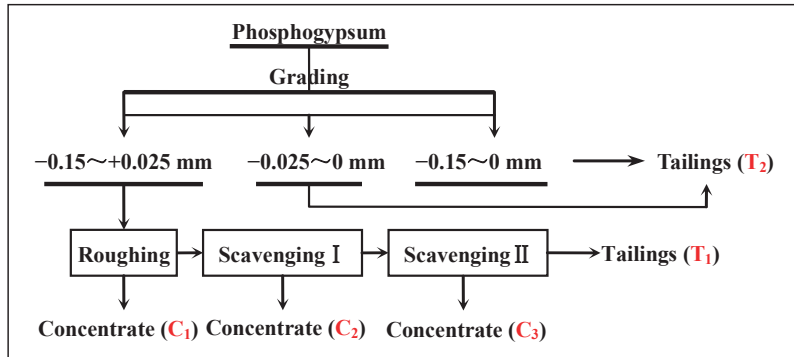 Phosphogypsum
Grading
−0.15～+0.025 mm
−0.025～0 mm
−0.15～0 mm
Tailings (T₂)
Roughing
Scavenging Ⅰ
Scavenging Ⅱ
Tailings (T₁)
Concentrate (C₁)
Concentrate (C₂)
Concentrate (C₃)